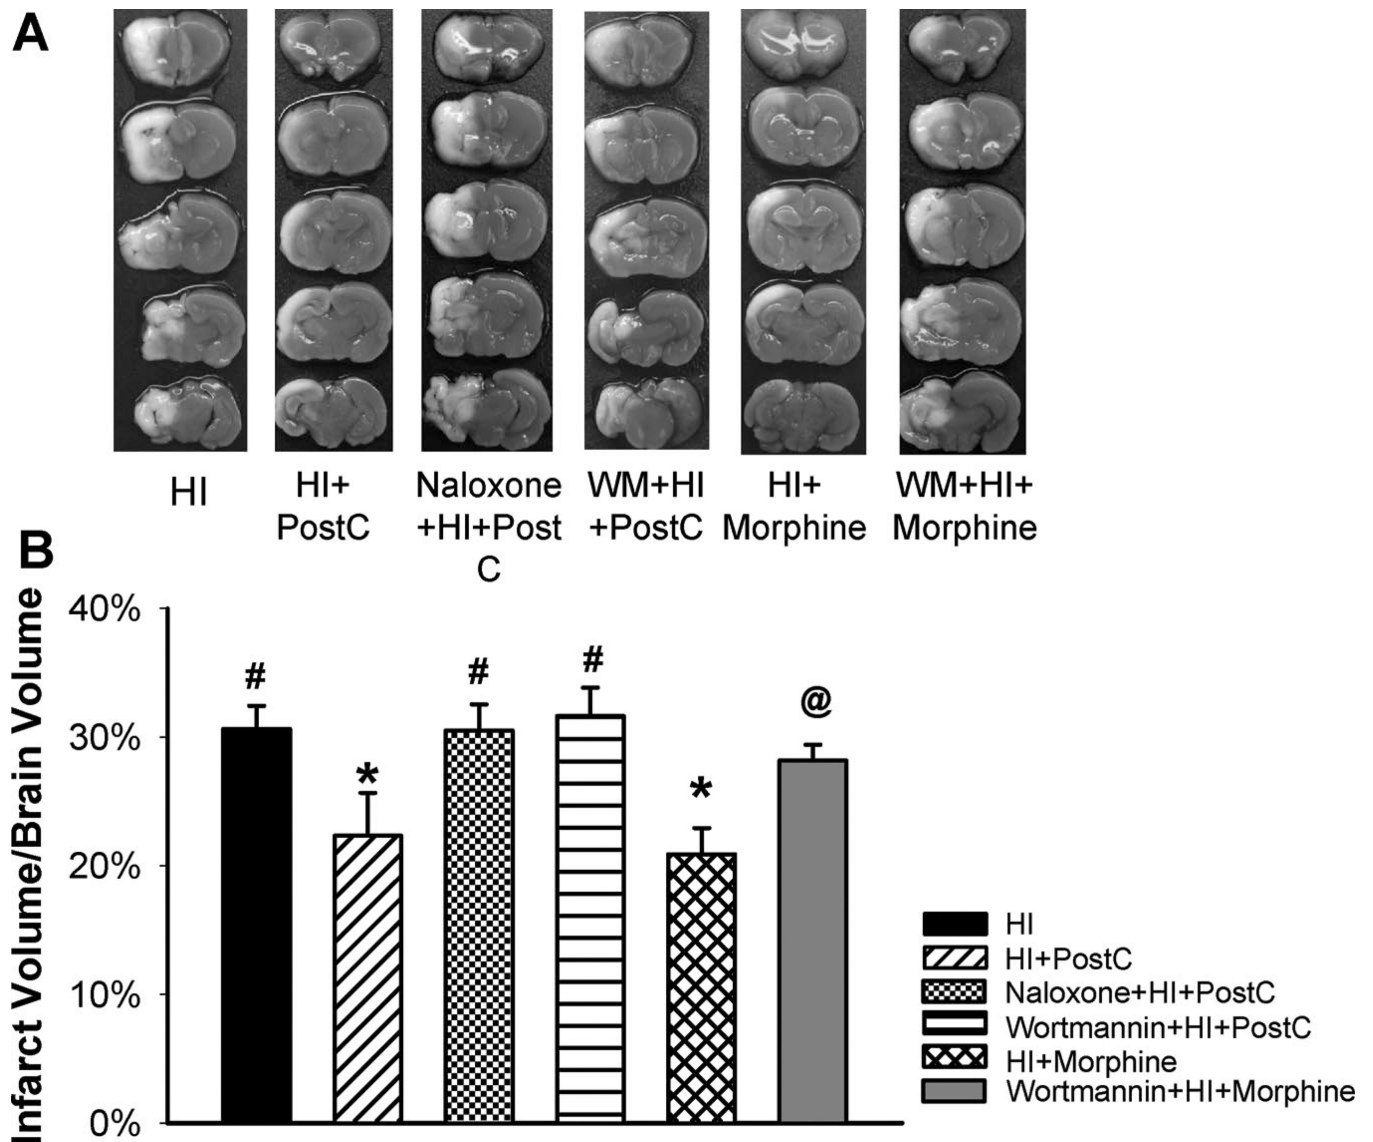 A
HI
HI+
PostC
Naloxone
+HI+Post
C
WM+HI
+PostC
HI+
Morphine
WM+HI+
Morphine
B
Infarct Volume/Brain Volume
40%
30%
20%
10%
0%
#
*
#
#
*
@
HI
HI+PostC
Naloxone+HI+PostC
Wortmannin+HI+PostC
HI+Morphine
Wortmannin+HI+Morphine